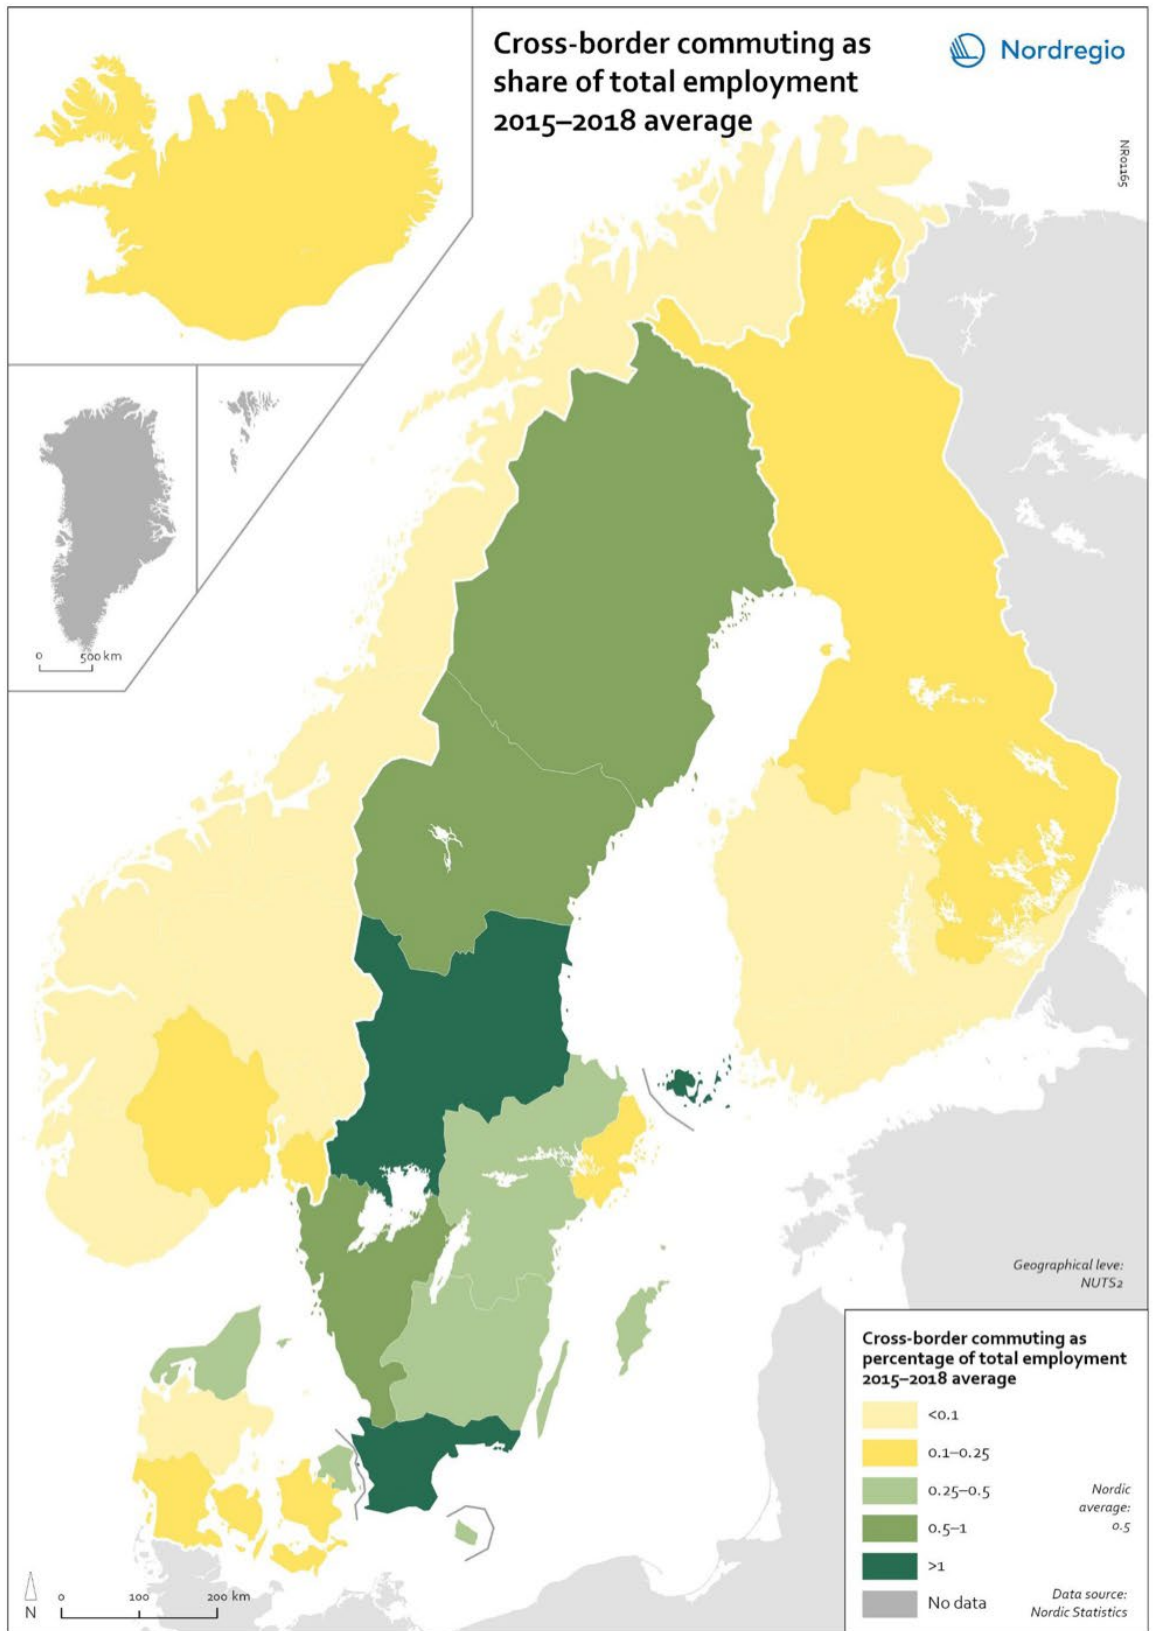 Cross-border commuting as
share of total employment
2015–2018 average
Nordregio
NR01165
0 500 km
Geographical leve:
NUTS2
Cross-border commuting as
percentage of total employment
2015–2018 average
<0.1
0.1–0.25
0.25–0.5
0.5–1
>1
No data
Nordic
average:
0.5
Data source:
Nordic Statistics
N
0 100 200 km